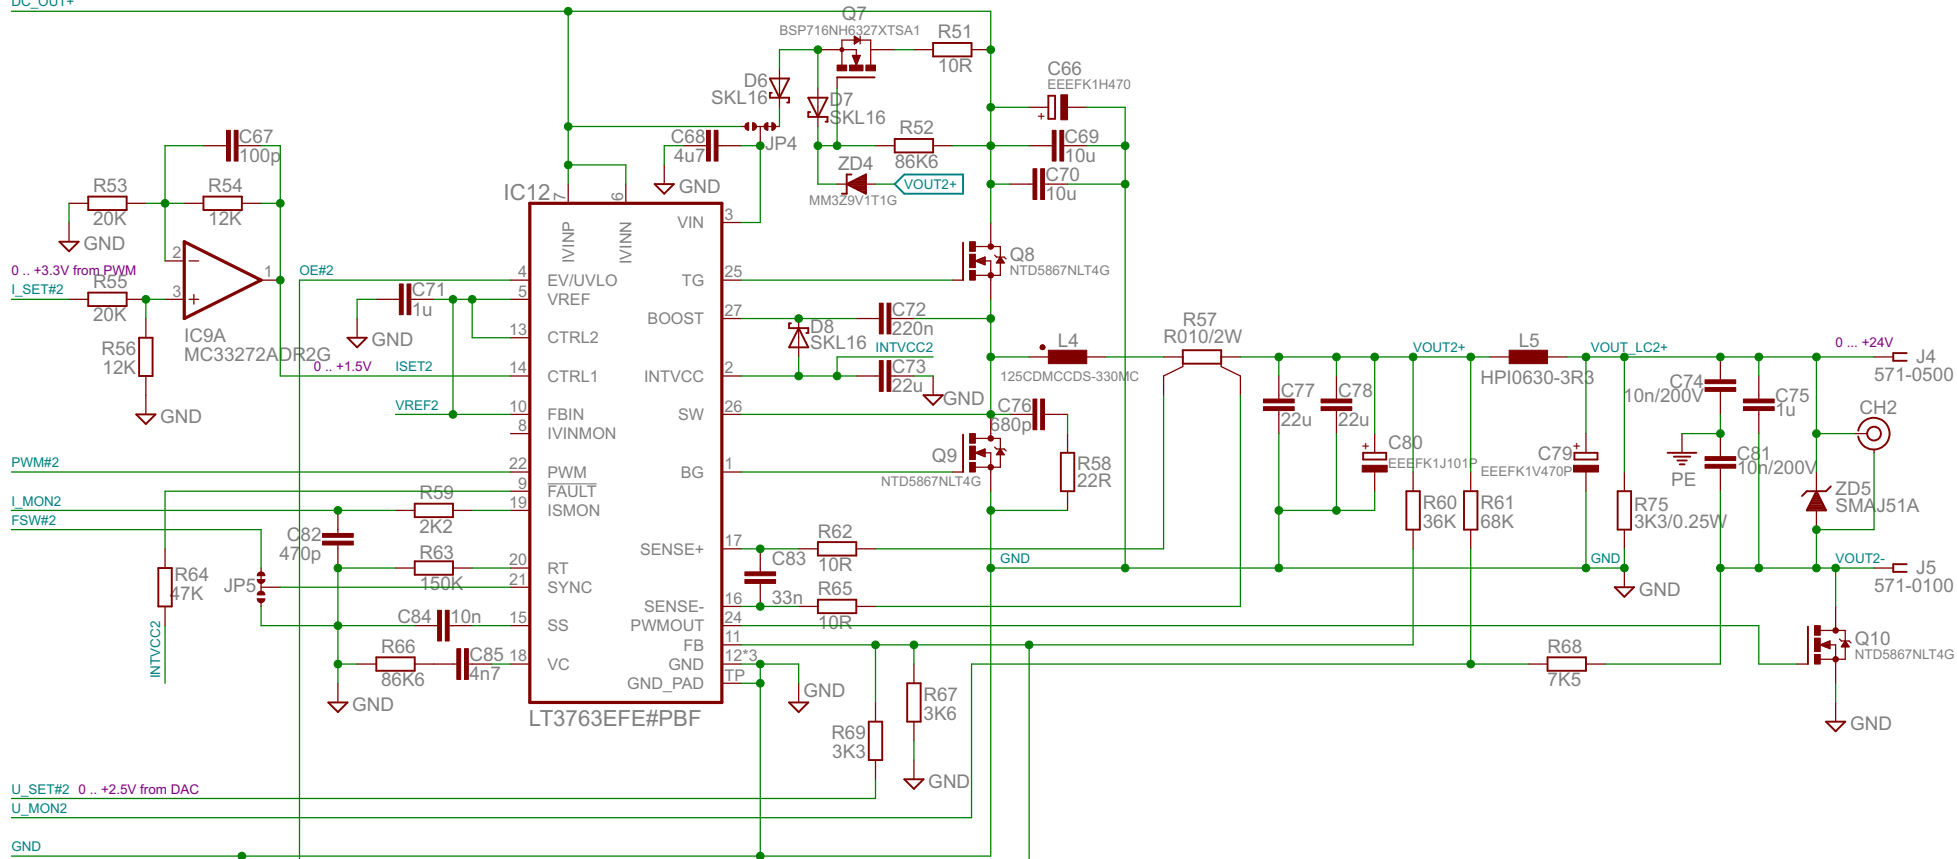 DC_OUT+
Q7
BSP716NH6327XTSA1
R51
10R
C66
EEEFK1H470
+
D6
SKL16
D7
SKL16
C67
100p
C68
4u7
JP4
R52
86K6
C69
10u
GND
ZD4
VOUT2+
MM3Z9V1T1G
C70
10u
R53
20K
R54
12K
GND
IC12
7
6
IVINP
IVINN
VIN
3
2
3
1
IC9A
MC33272ADR2G
0 .. +3.3V from PWM
I_SET#2
R55
20K
R56
12K
GND
OE#2
4
EV/UVLO
TG
25
Q8
NTD5867NLT4G
C71
1u
GND
5
VREF
13
CTRL2
BOOST
27
C72
220n
D8
SKL16
INTVCC2
0 .. +1.5V
ISET2
14
CTRL1
INTVCC
2
C73
22u
GND
L4
125CDMCCDS-330MC
R57
R010/2W
VOUT2+
L5
HPI0630-3R3
VOUT_LC2+
0 ... +24V
J4
571-0500
VREF2
10
FBIN
SW
26
C76
680p
C77
22u
C78
22u
C74
10n/200V
C75
1u
CH2
8
IVINMON
Q9
NTD5867NLT4G
R58
22R
+
C80
EEEFK1J101P
+
C79
EEEFK1V470P
PE
C81
10n/200V
PWM#2
22
PWM
BG
1
9
FAULT
I_MON2
R59
2K2
19
ISMON
FSW#2
R60
36K
R61
68K
R75
3K3/0.25W
ZD5
SMAJ51A
C82
470p
R63
150K
20
RT
SENSE+
17
C83
33n
R62
10R
GND
GND
GND
VOUT2-
J5
571-0100
R64
47K
JP5
21
SYNC
SENSE-
16
R65
10R
C84
10n
15
SS
PWMOUT
24
FB
11
R66
86K6
C85
4n7
18
VC
GND
12*3
GND_PAD
TP
GND
INTVCC2
GND
R68
7K5
Q10
NTD5867NLT4G
GND
LT3763EFE#PBF
R67
3K6
R69
3K3
GND
U_SET#2 0 .. +2.5V from DAC
U_MON2
GND